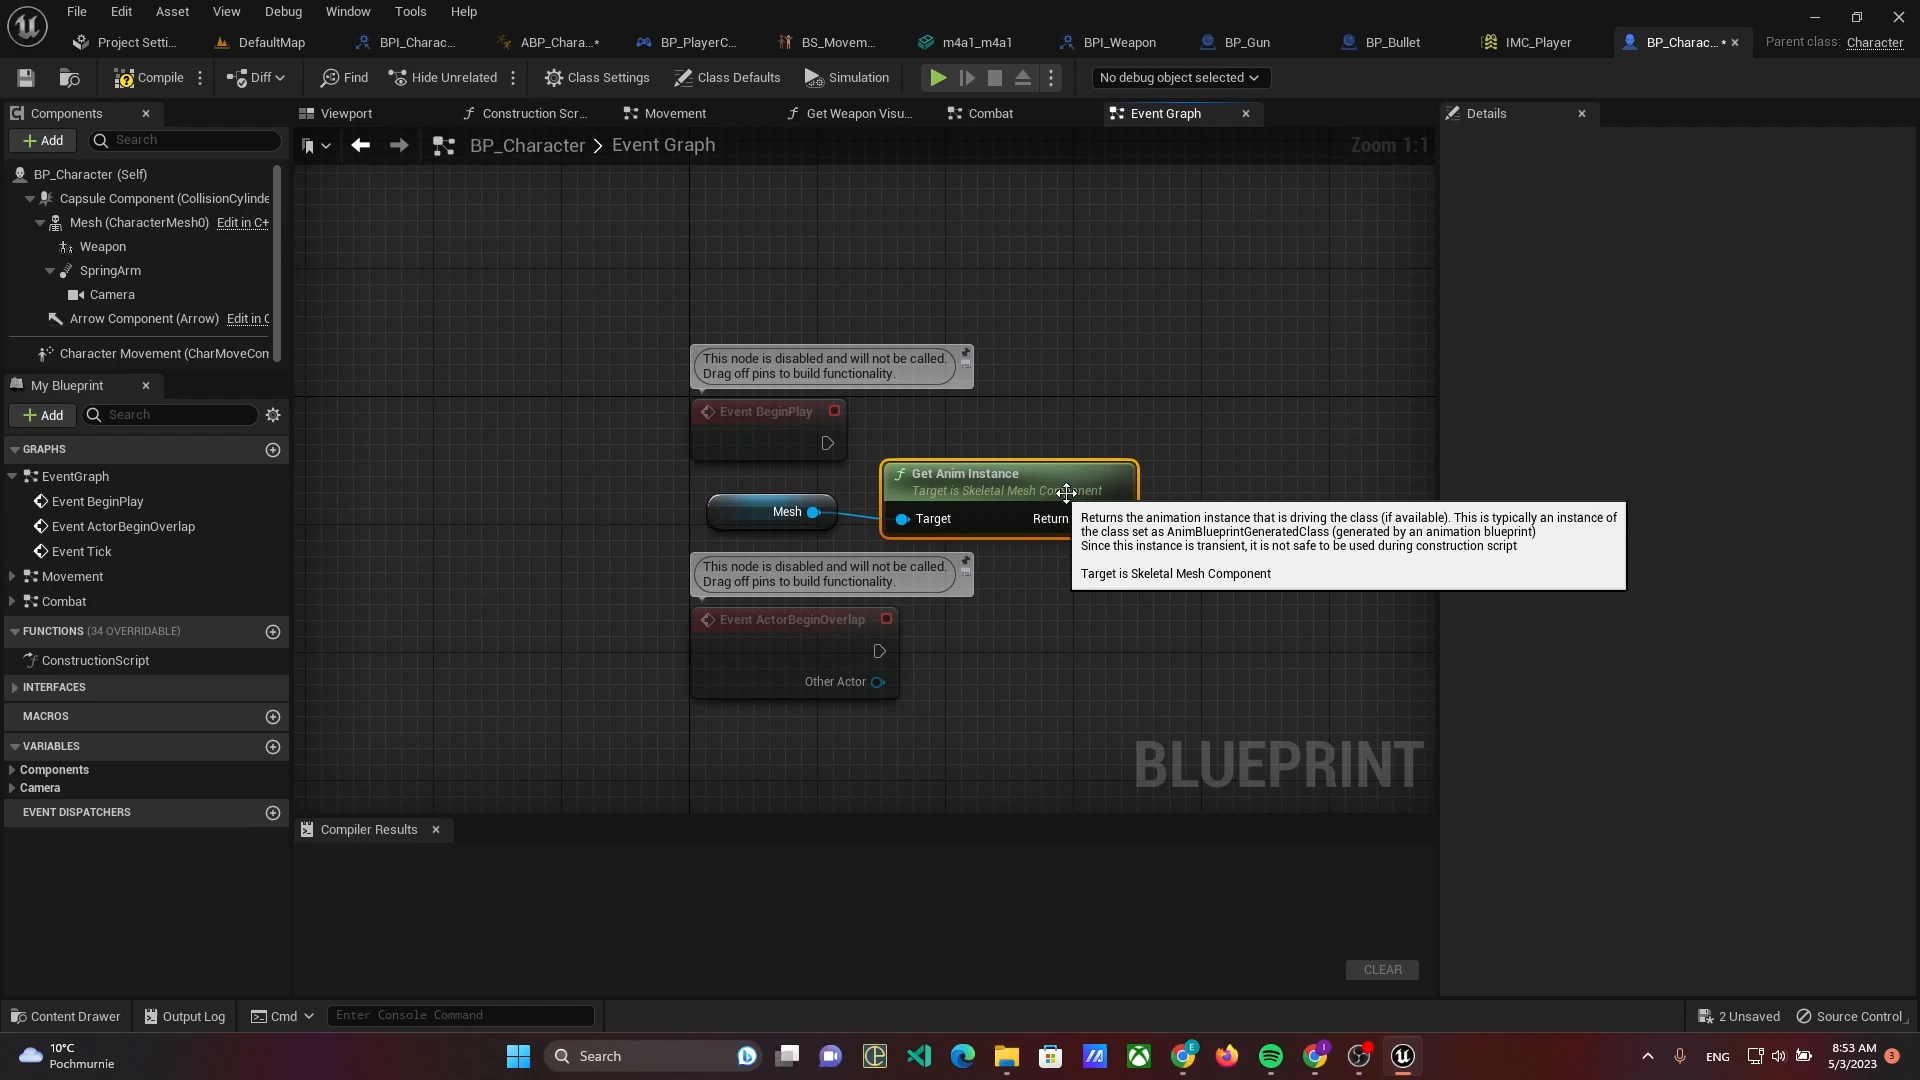 File Edit Asset View Debug Window Tools Help
Project Setti... DefaultMap BPI_Charac... ABP_Chara...* BP_PlayerC... BS_Movem... m4a1_m4a1 BPI_Weapon BP_Gun BP_Bullet IMC_Player BP_Charac...* Parent class: Character
Compile Diff Find Hide Unrelated Class Settings Class Defaults Simulation No debug object selected
Components Viewport Construction Scr... Movement Get Weapon Visu... Combat Event Graph Details
Add Search BP_Character > Event Graph Zoom 1:1
BP_Character (Self)
Capsule Component (CollisionCylinde
Mesh (CharacterMesh0) Edit in C+
Weapon
SpringArm
Camera
Arrow Component (Arrow) Edit in C
Character Movement (CharMoveCon
My Blueprint
Add Search
GRAPHS
EventGraph
Event BeginPlay
Event ActorBeginOverlap
Event Tick
Movement
Combat
FUNCTIONS (34 OVERRIDABLE)
ConstructionScript
INTERFACES
MACROS
VARIABLES
Components
Camera
EVENT DISPATCHERS
This node is disabled and will not be called.
Drag off pins to build functionality.
Event BeginPlay
Get Anim Instance
Target is Skeletal Mesh Component
Mesh Target Return
Returns the animation instance that is driving the class (if available). This is typically an instance of
the class set as AnimBlueprintGeneratedClass (generated by an animation blueprint)
Since this instance is transient, it is not safe to be used during construction script
Target is Skeletal Mesh Component
This node is disabled and will not be called.
Drag off pins to build functionality.
Event ActorBeginOverlap
Other Actor
BLUEPRINT
Compiler Results
CLEAR
Content Drawer Output Log Cmd Enter Console Command 2 Unsaved Source Control
10°C
Pochmurnie
Search
E
I
ENG
8:53 AM
5/3/2023
3